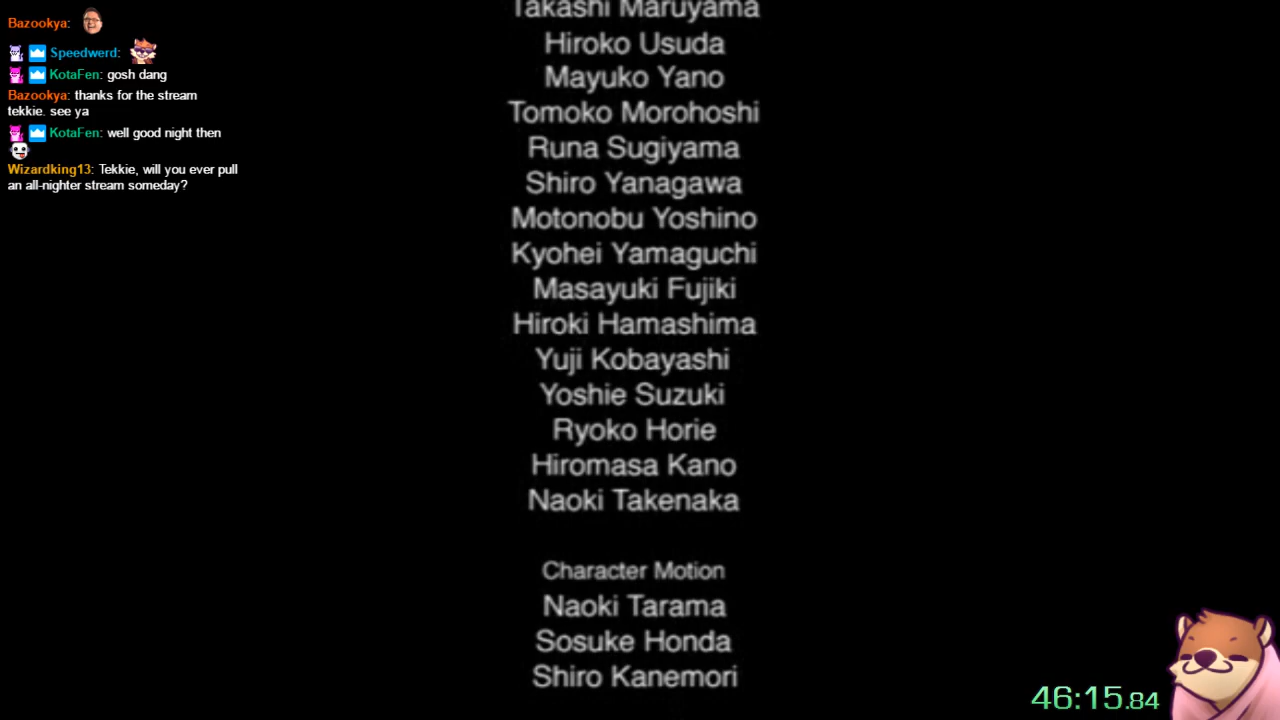 Bazookya:
Speedwerd:
KotaFen: gosh dang
Bazookya: thanks for the stream
tekkie. see ya
KotaFen: well good night then
Wizardking13: Tekkie, will you ever pull
an all-nighter stream someday?
Takashi Maruyama
Hiroko Usuda
Mayuko Yano
Tomoko Morohoshi
Runa Sugiyama
Shiro Yanagawa
Motonobu Yoshino
Kyohei Yamaguchi
Masayuki Fujiki
Hiroki Hamashima
Yuji Kobayashi
Yoshie Suzuki
Ryoko Horie
Hiromasa Kano
Naoki Takenaka
Character Motion
Naoki Tarama
Sosuke Honda
Shiro Kanemori
46:15.84